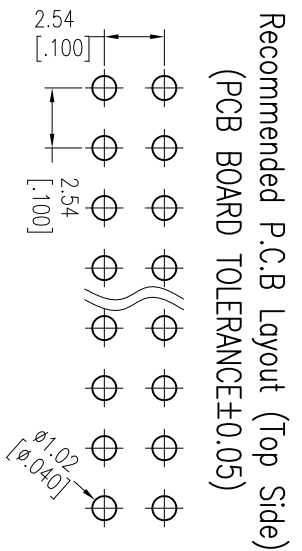 Recommended P.C.B Layout (Top Side)
(PCB BOARD TOLERANCE±0.05)
2.54
[.100]
2.54
[.100]
ø1.02
[ø.040]